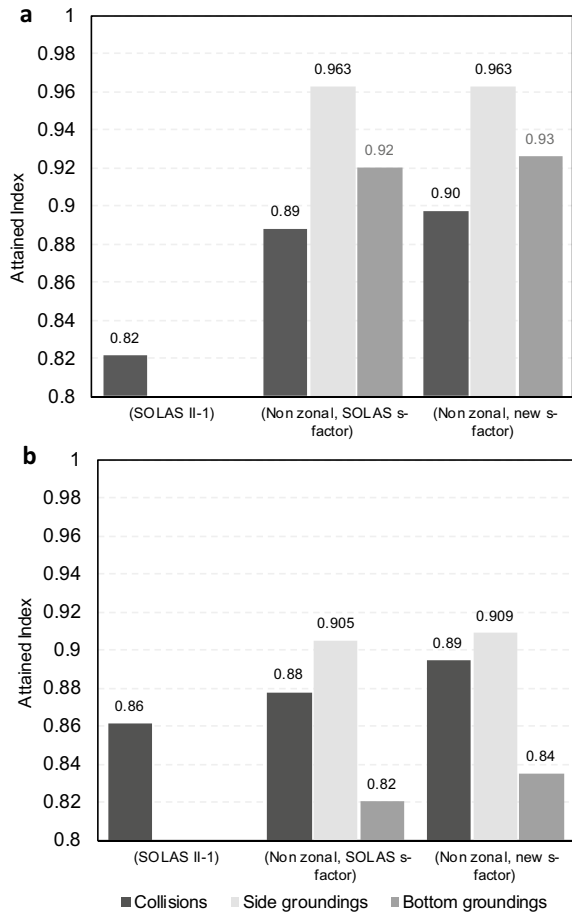 a
1
0.98
0.96
0.94
0.92
0.9
0.88
0.86
0.84
0.82
0.8
Attained Index
0.82
0.89
0.963
0.92
0.90
0.963
0.93
(SOLAS II-1)
(Non zonal, SOLAS s-
factor)
(Non zonal, new s-
factor)
b
1
0.98
0.96
0.94
0.92
0.9
0.88
0.86
0.84
0.82
0.8
Attained Index
0.86
0.88
0.905
0.82
0.89
0.909
0.84
(SOLAS II-1)
(Non zonal, SOLAS s-
factor)
(Non zonal, new s-
factor)
Collisions Side groundings Bottom groundings